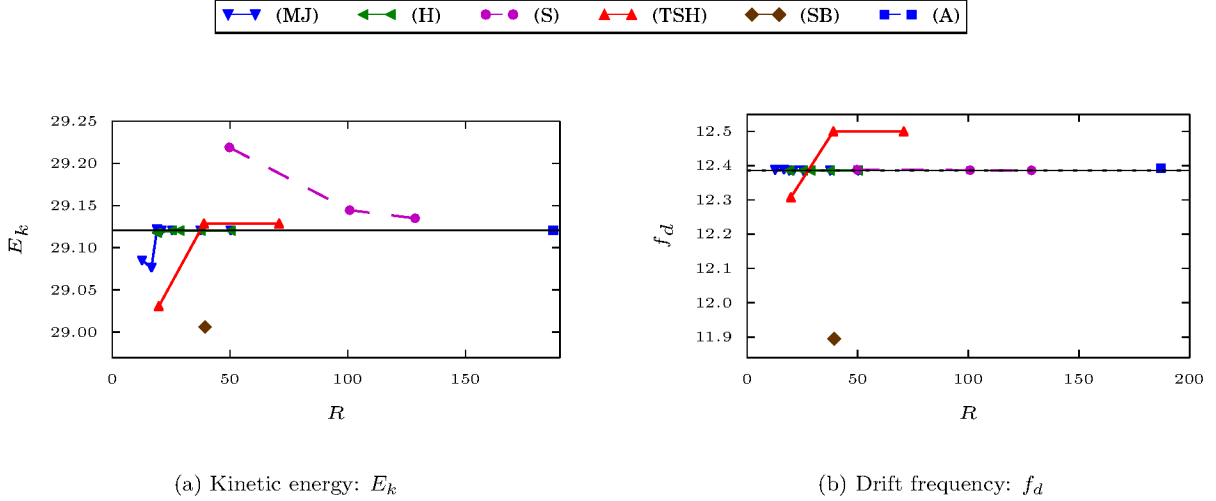 (MJ) (H) (S) (TSH) (SB) (A)
29.25
29.20
29.15
29.10
29.05
29.00
E_k
0 50 100 150
R
(a) Kinetic energy: E_k
12.5
12.4
12.3
12.2
12.1
12.0
11.9
f_d
0 50 100 150 200
R
(b) Drift frequency: f_d